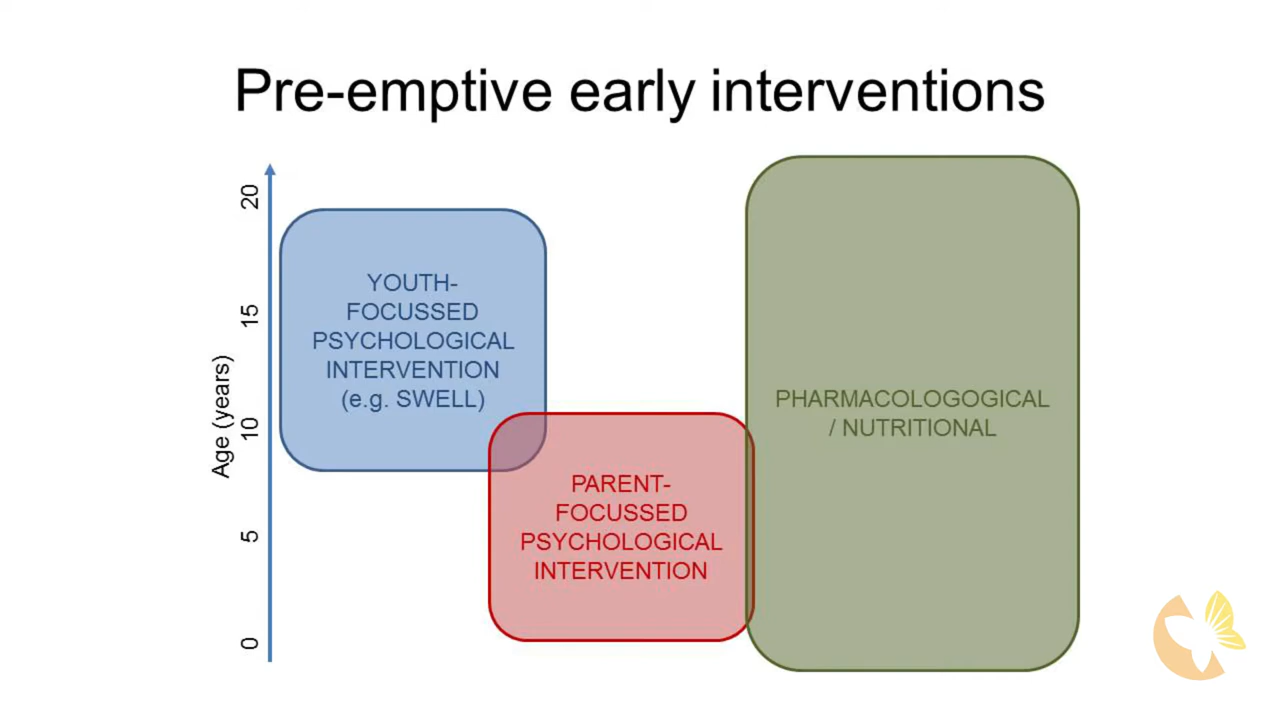 Pre-emptive early interventions
Age (years)
20
15
10
5
0
YOUTH-
FOCUSSED
PSYCHOLOGICAL
INTERVENTION
(e.g. SWELL)
PARENT-
FOCUSSED
PSYCHOLOGICAL
INTERVENTION
PHARMACOLOGOGICAL
/ NUTRITIONAL